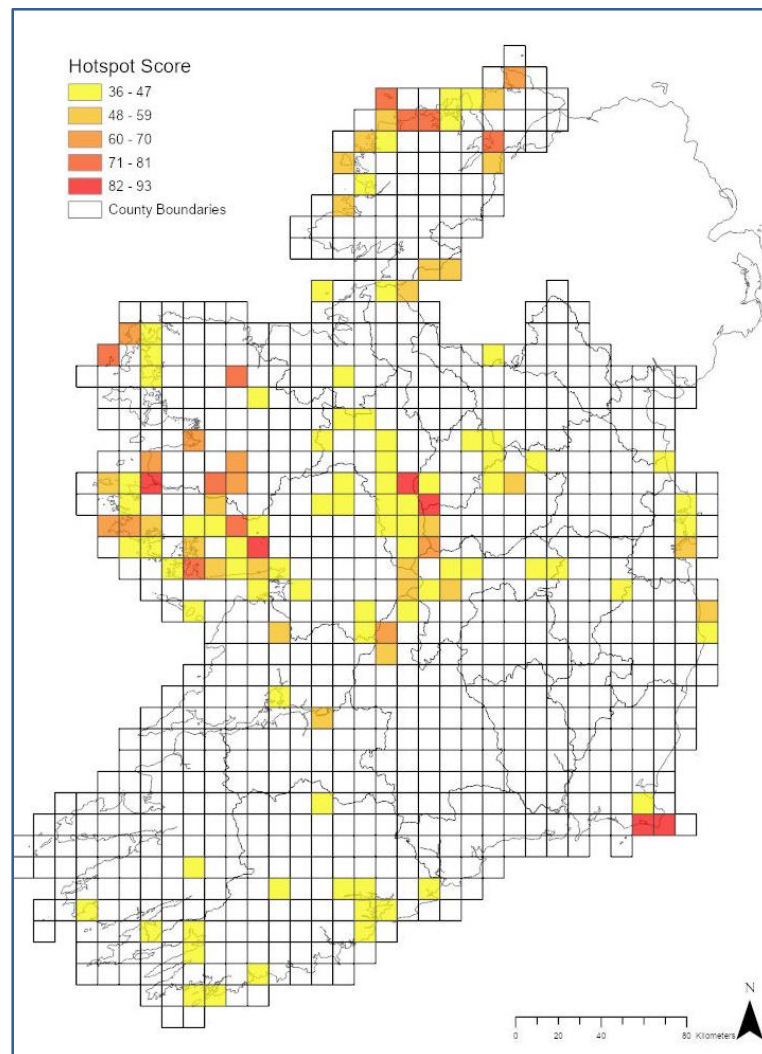 Hotspot Score
36 - 47
48 - 59
60 - 70
71 - 81
82 - 93
County Boundaries
N
0 20 40 80 Kilometers